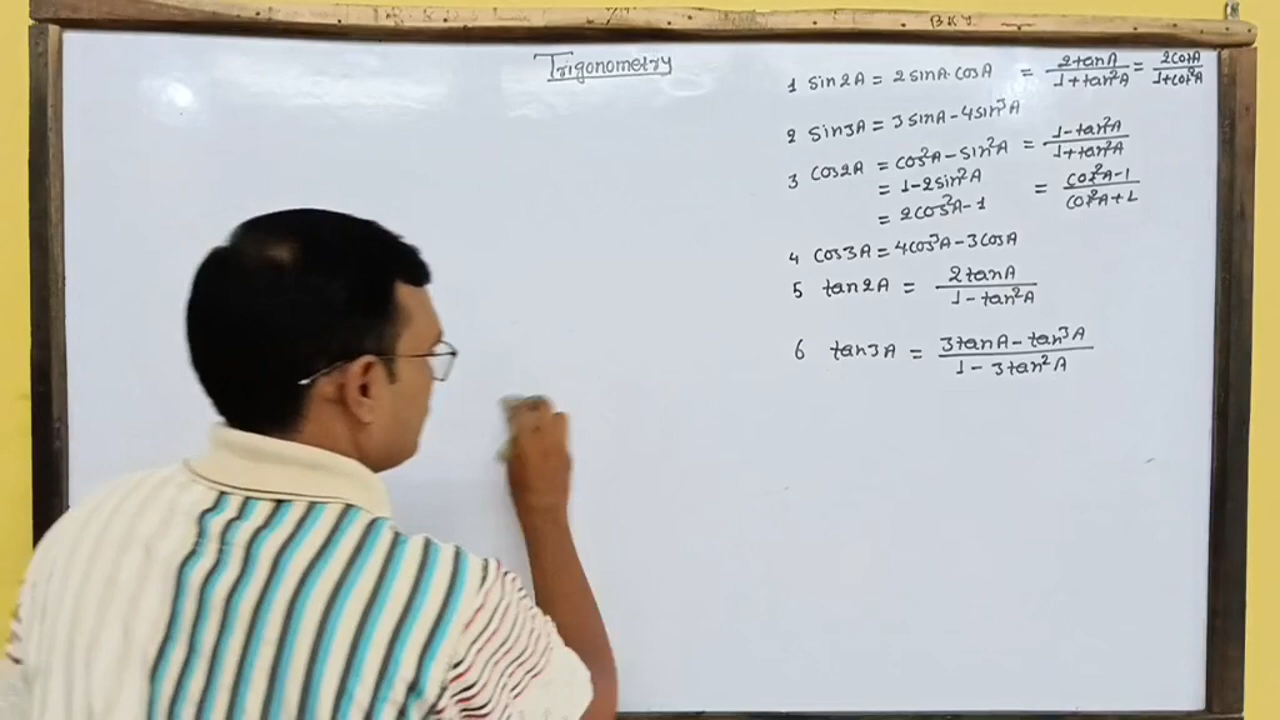 B.K.J.
Trigonometry
1 sin2A = 2sinA·cosA = 2tanA/1+tan²A = 2cotA/1+cot²A
2 sin3A = 3sinA-4sin³A
3 cos2A = cos²A-sin²A = 1-tan²A/1+tan²A
= 1-2sin²A
= 2cos²A-1 = cot²A-1/cot²A+1
4 cos3A = 4cos³A-3cosA
5 tan2A = 2tanA/1-tan²A
6 tan3A = 3tanA-tan³A/1-3tan²A